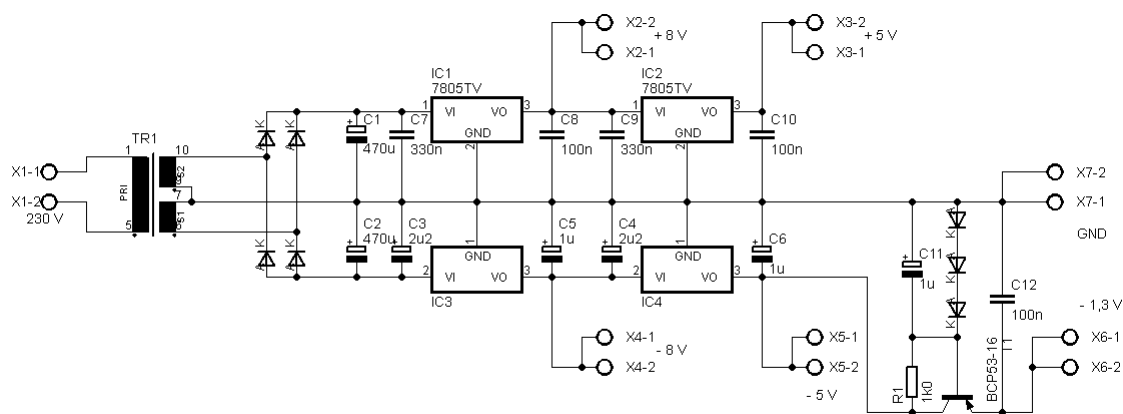 X2-2
+ 8 V
X2-1
X3-2
+ 5 V
X3-1
IC1
7805TV
1 VI VO 3
GND
2
IC2
7805TV
1 VI VO 3
GND
2
K K
A A
C1
470u
C7
330n
C8
100n
C9
330n
C10
100n
TR1
1 10
PRI
S2
7
S1
5
X1-1
X1-2
230 V
X7-2
X7-1
GND
K K
A A
C2
470u
C3
2u2
1
GND
2 VI VO 3
IC3
C5
1u
C4
2u2
1
GND
2 VI VO 3
IC4
C6
1u
C11
1u
A
K
A
K
A
K
C12
100n
- 1,3 V
X4-1
- 8 V
X4-2
X5-1
X5-2
- 5 V
R1
1k0
BCP53-16
T1
X6-1
X6-2